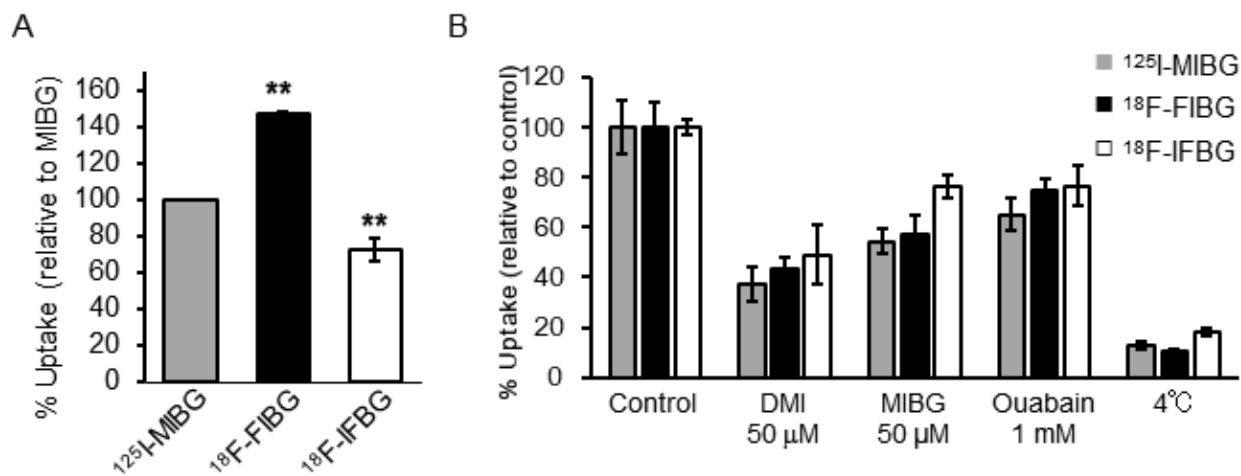 A
% Uptake (relative to MIBG)
160
140
120
100
80
60
40
20
0
**
**
¹²⁵I-MIBG
¹⁸F-FIBG
¹⁸F-IFBG
B
% Uptake (relative to control)
120
100
80
60
40
20
0
¹²⁵I-MIBG
¹⁸F-FIBG
¹⁸F-IFBG
Control
DMI
50 μM
MIBG
50 μM
Ouabain
1 mM
4℃